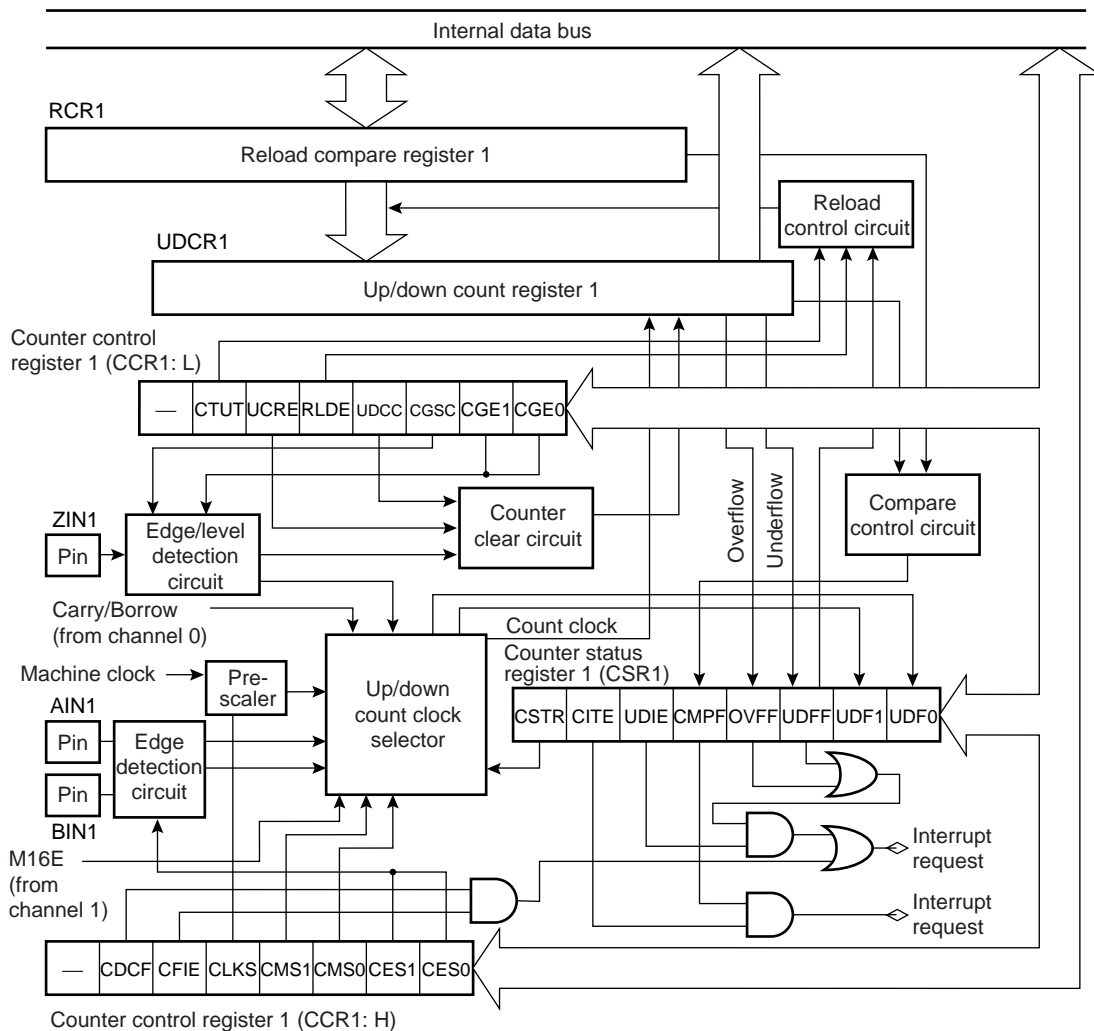 Internal data bus
RCR1
Reload compare register 1
Reload
control circuit
UDCR1
Up/down count register 1
Counter control
register 1 (CCR1: L)
— CTUT UCRE RLDE UDCC CGSC CGE1 CGE0
Overflow
Underflow
Compare
control circuit
Counter
clear circuit
ZIN1
Pin
Edge/level
detection
circuit
Carry/Borrow
(from channel 0)
Count clock
Counter status
register 1 (CSR1)
Machine clock
Pre-
scaler
Up/down
count clock
selector
CSTR CITE UDIE CMPF OVFF UDFF UDF1 UDF0
AIN1
Pin
Edge
detection
circuit
Pin
BIN1
M16E
(from
channel 1)
Interrupt
request
Interrupt
request
— CDCF CFIE CLKS CMS1 CMS0 CES1 CES0
Counter control register 1 (CCR1: H)